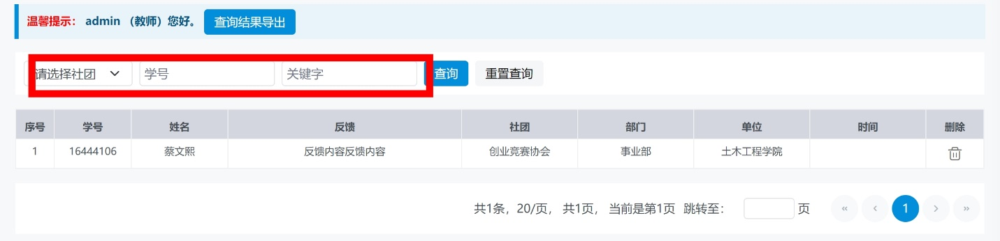 温馨提示： admin （教师）您好。 查询结果导出
请选择社团 学号 关键字 查询 重置查询
序号 学号 姓名 反馈 社团 部门 单位 时间 删除
1 16444106 蔡文熙 反馈内容反馈内容 创业竞赛协会 事业部 土木工程学院
共1条，20/页， 共1页， 当前是第1页 跳转至： 页 « ‹ 1 › »